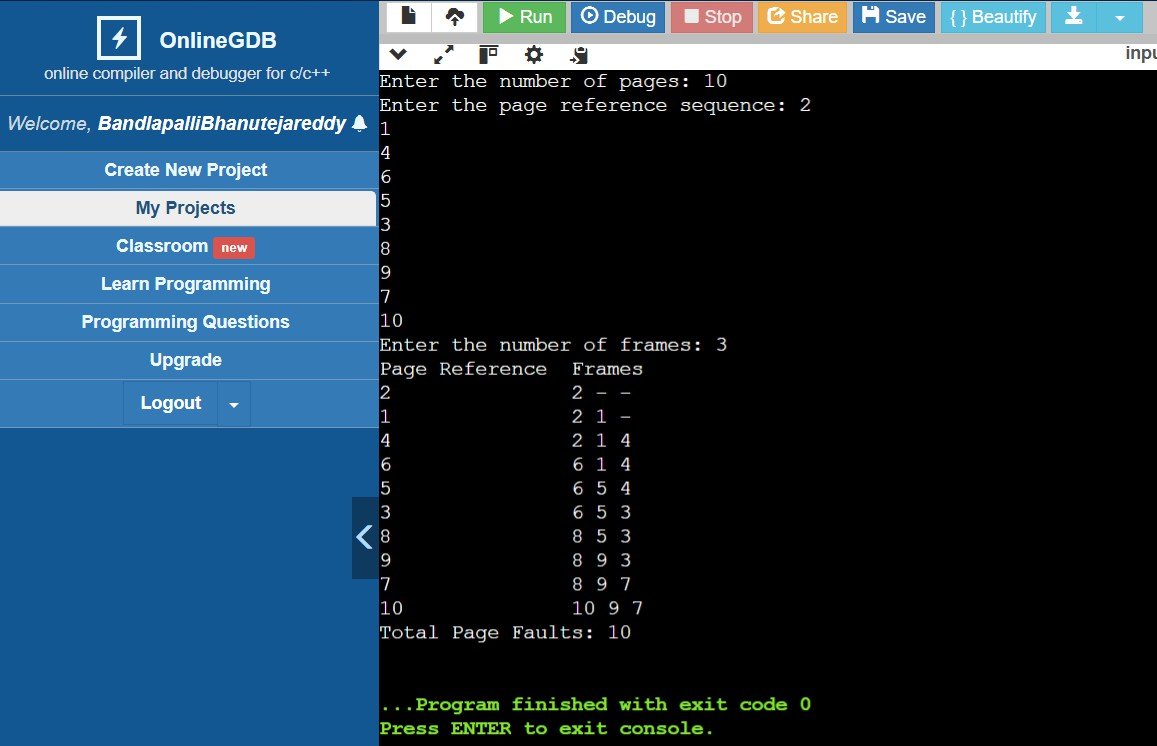 OnlineGDB
online compiler and debugger for c/c++
Welcome, BandlapalliBhanutejareddy
Create New Project
My Projects
Classroom new
Learn Programming
Programming Questions
Upgrade
Logout
Run Debug Stop Share Save { } Beautify
inpu
Enter the number of pages: 10
Enter the page reference sequence: 2
1
4
6
5
3
8
9
7
10
Enter the number of frames: 3
Page Reference  Frames
2               2 - -
1               2 1 -
4               2 1 4
6               6 1 4
5               6 5 4
3               6 5 3
8               8 5 3
9               8 9 3
7               8 9 7
10              10 9 7
Total Page Faults: 10
...Program finished with exit code 0
Press ENTER to exit console.